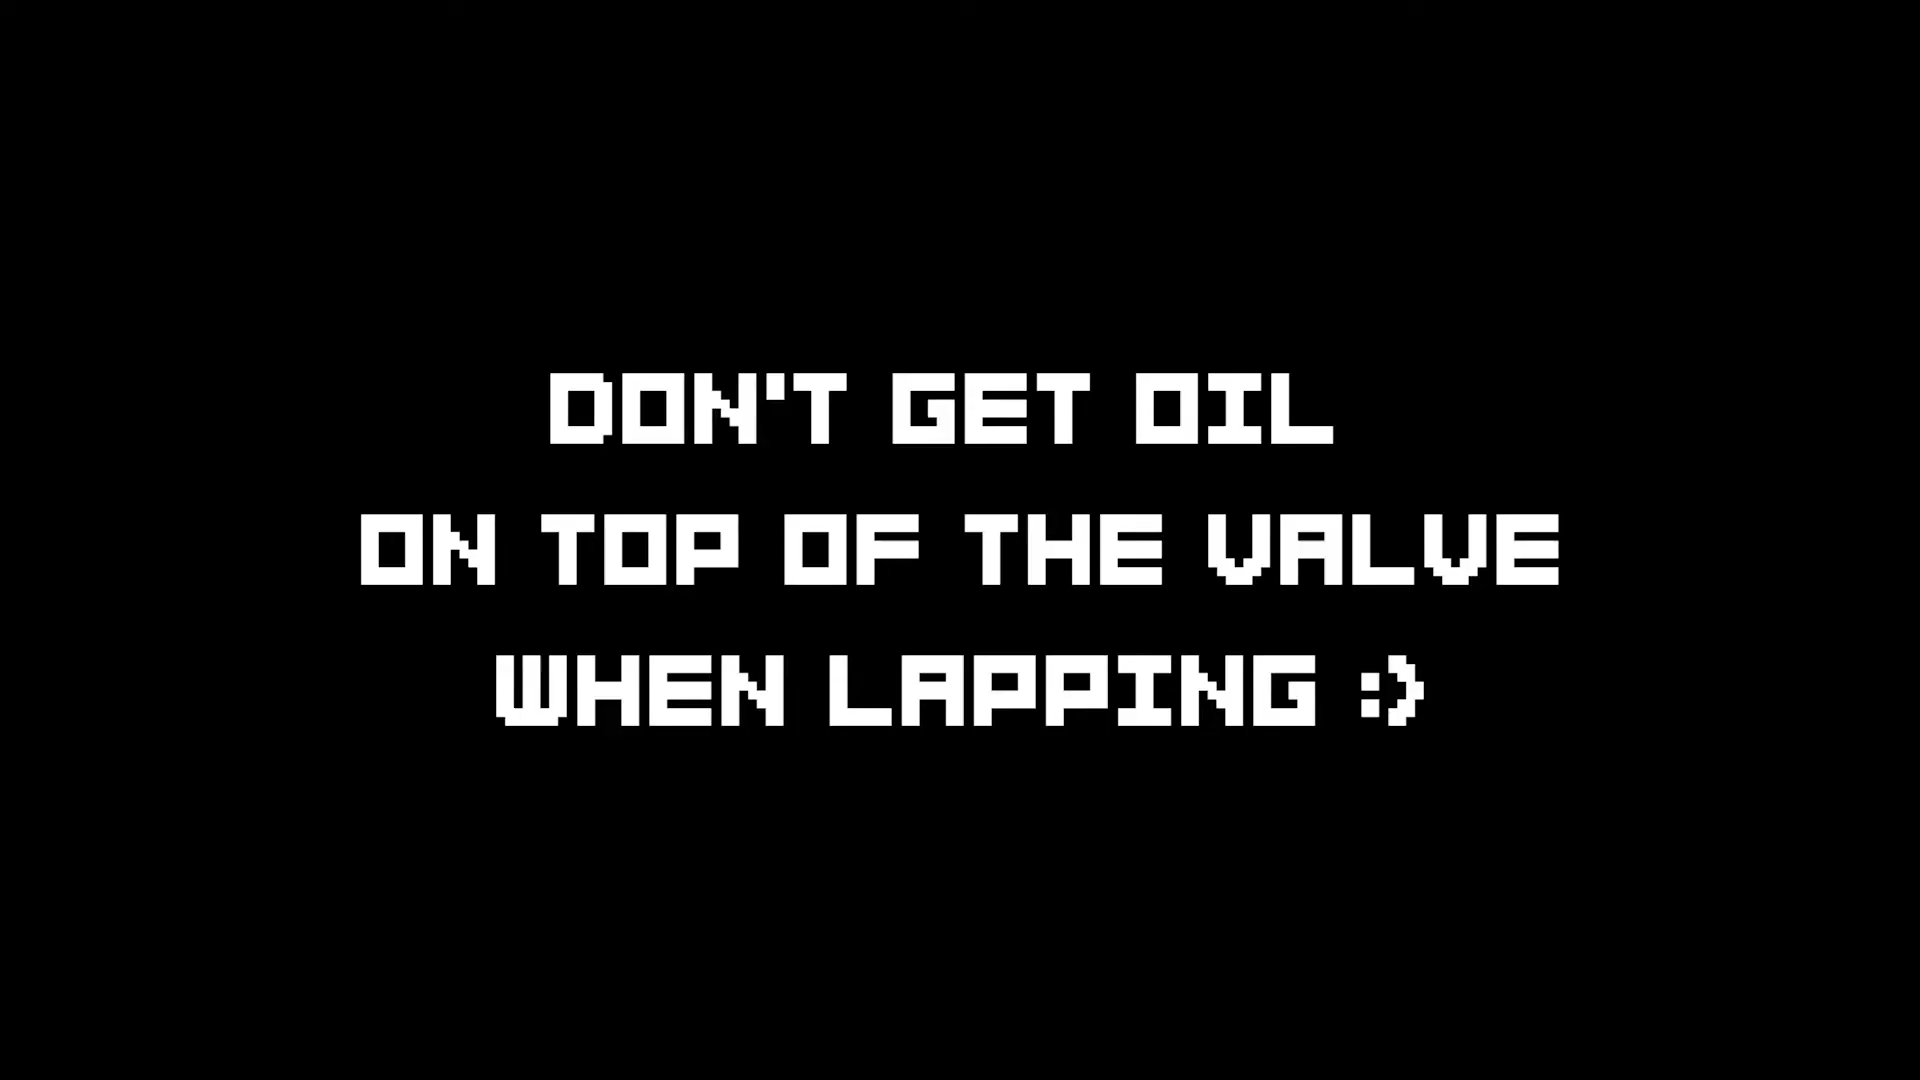 DON'T GET OIL
ON TOP OF THE VALVE
WHEN LAPPING :)